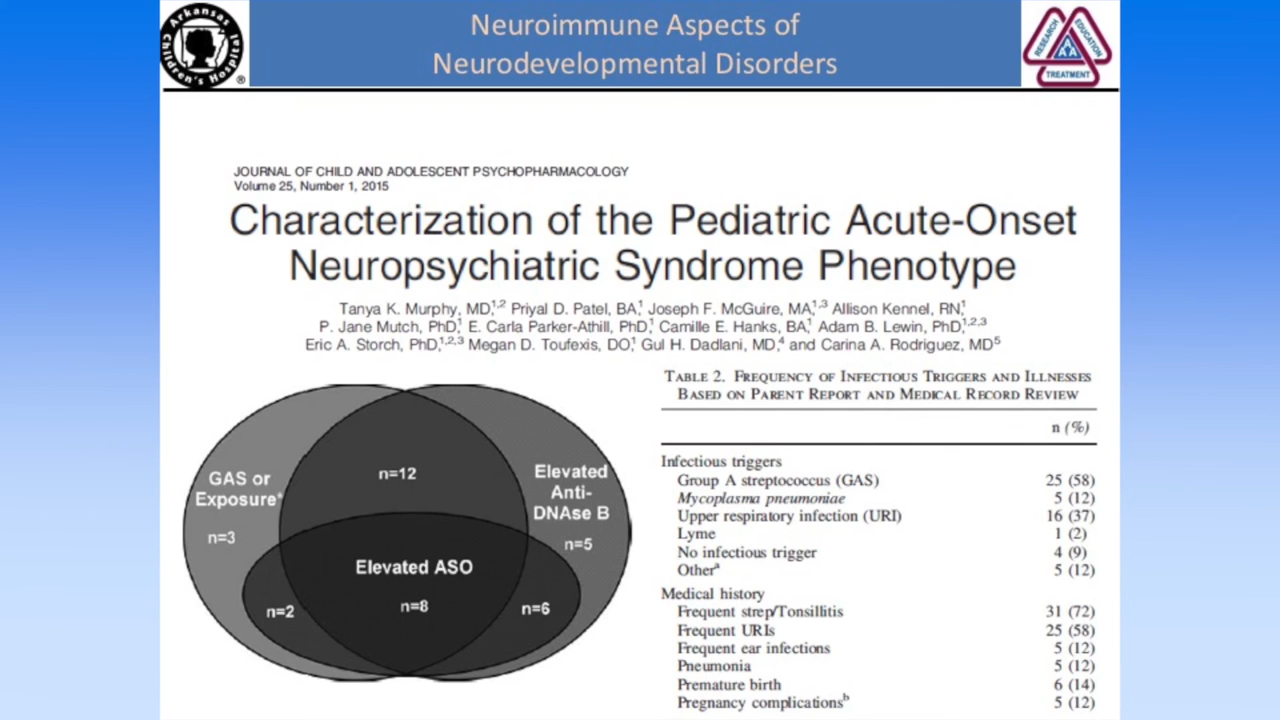 Arkansas
Children's Hospital
®
Neuroimmune Aspects of
Neurodevelopmental Disorders
RESEARCH
EDUCATION
TREATMENT
JOURNAL OF CHILD AND ADOLESCENT PSYCHOPHARMACOLOGY
Volume 25, Number 1, 2015
Characterization of the Pediatric Acute-Onset
Neuropsychiatric Syndrome Phenotype
Tanya K. Murphy, MD,1,2 Priyal D. Patel, BA,1 Joseph F. McGuire, MA,1,3 Allison Kennel, RN,1
P. Jane Mutch, PhD,1 E. Carla Parker-Athill, PhD,1 Camille E. Hanks, BA,1 Adam B. Lewin, PhD,1,2,3
Eric A. Storch, PhD,1,2,3 Megan D. Toufexis, DO,1 Gul H. Dadlani, MD,4 and Carina A. Rodriguez, MD5
GAS or
Exposure*
n=3
n=12
Elevated
Anti-
DNAse B
n=5
Elevated ASO
n=2
n=8
n=6
TABLE 2. FREQUENCY OF INFECTIOUS TRIGGERS AND ILLNESSES
BASED ON PARENT REPORT AND MEDICAL RECORD REVIEW
n (%)
Infectious triggers
Group A streptococcus (GAS) 25 (58)
Mycoplasma pneumoniae 5 (12)
Upper respiratory infection (URI) 16 (37)
Lyme 1 (2)
No infectious trigger 4 (9)
Othera 5 (12)
Medical history
Frequent strep/Tonsillitis 31 (72)
Frequent URIs 25 (58)
Frequent ear infections 5 (12)
Pneumonia 5 (12)
Premature birth 6 (14)
Pregnancy complicationsb 5 (12)